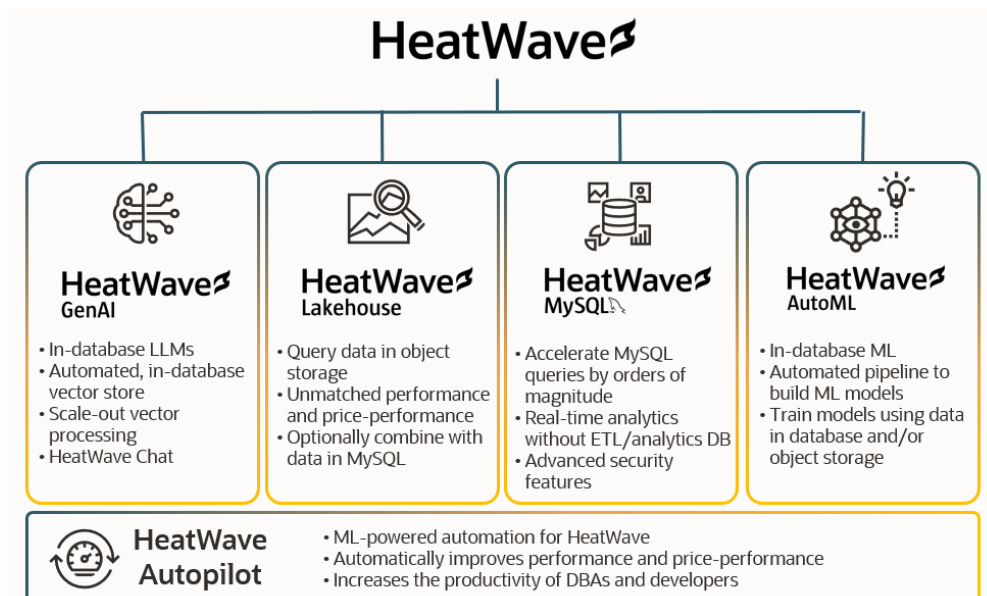 HeatWave
HeatWave
GenAI
• In-database LLMs
• Automated, in-database
vector store
• Scale-out vector
processing
• HeatWave Chat
HeatWave
Lakehouse
• Query data in object
storage
• Unmatched performance
and price-performance
• Optionally combine with
data in MySQL
HeatWave
MySQL
• Accelerate MySQL
queries by orders of
magnitude
• Real-time analytics
without ETL/analytics DB
• Advanced security
features
HeatWave
AutoML
• In-database ML
• Automated pipeline to
build ML models
• Train models using data
in database and/or
object storage
HeatWave
Autopilot
• ML-powered automation for HeatWave
• Automatically improves performance and price-performance
• Increases the productivity of DBAs and developers